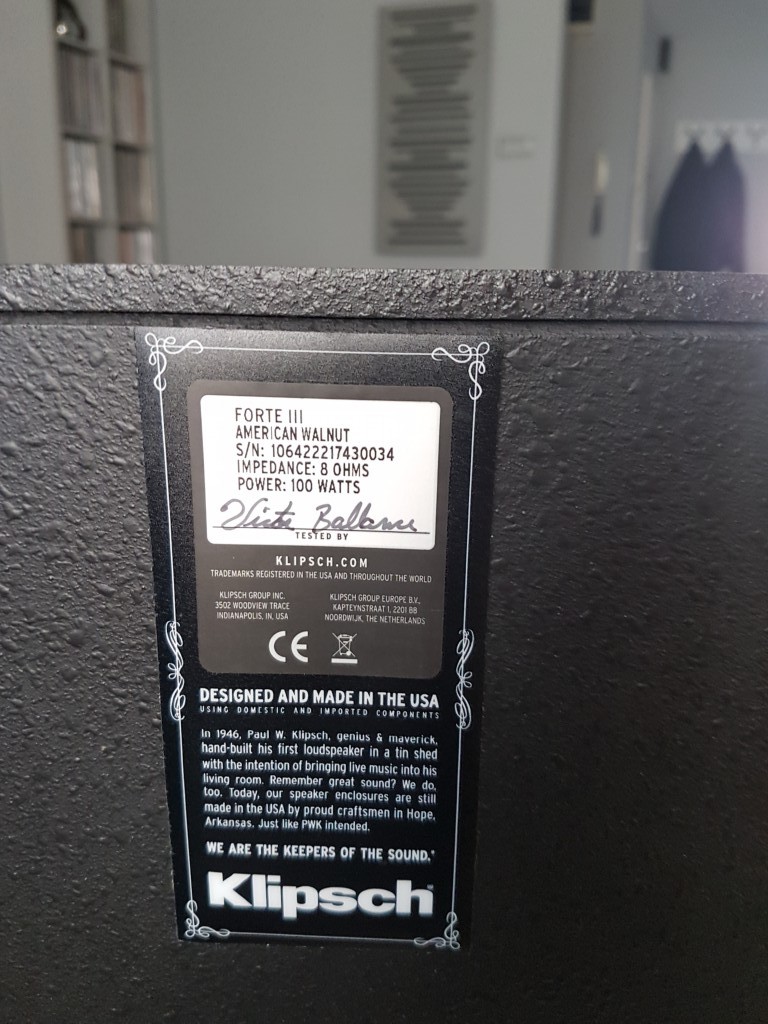 FORTE III
AMERICAN WALNUT
S/N: 106422217430034
IMPEDANCE: 8 OHMS
POWER: 100 WATTS
TESTED BY
KLIPSCH.COM
TRADEMARKS REGISTERED IN THE USA AND THROUGHOUT THE WORLD
KLIPSCH GROUP INC.
3502 WOODVIEW TRACE
INDIANAPOLIS, IN, USA
KLIPSCH GROUP EUROPE B.V.,
KAPTEYNSTRAAT 1, 2201 BB
NOORDWIJK, THE NETHERLANDS
CE
DESIGNED AND MADE IN THE USA
USING DOMESTIC AND IMPORTED COMPONENTS
In 1946, Paul W. Klipsch, genius & maverick,
hand-built his first loudspeaker in a tin shed
with the intention of bringing live music into his
living room. Remember great sound? We do,
too. Today, our speaker enclosures are still
made in the USA by proud craftsmen in Hope,
Arkansas. Just like PWK intended.
WE ARE THE KEEPERS OF THE SOUND.®
Klipsch®